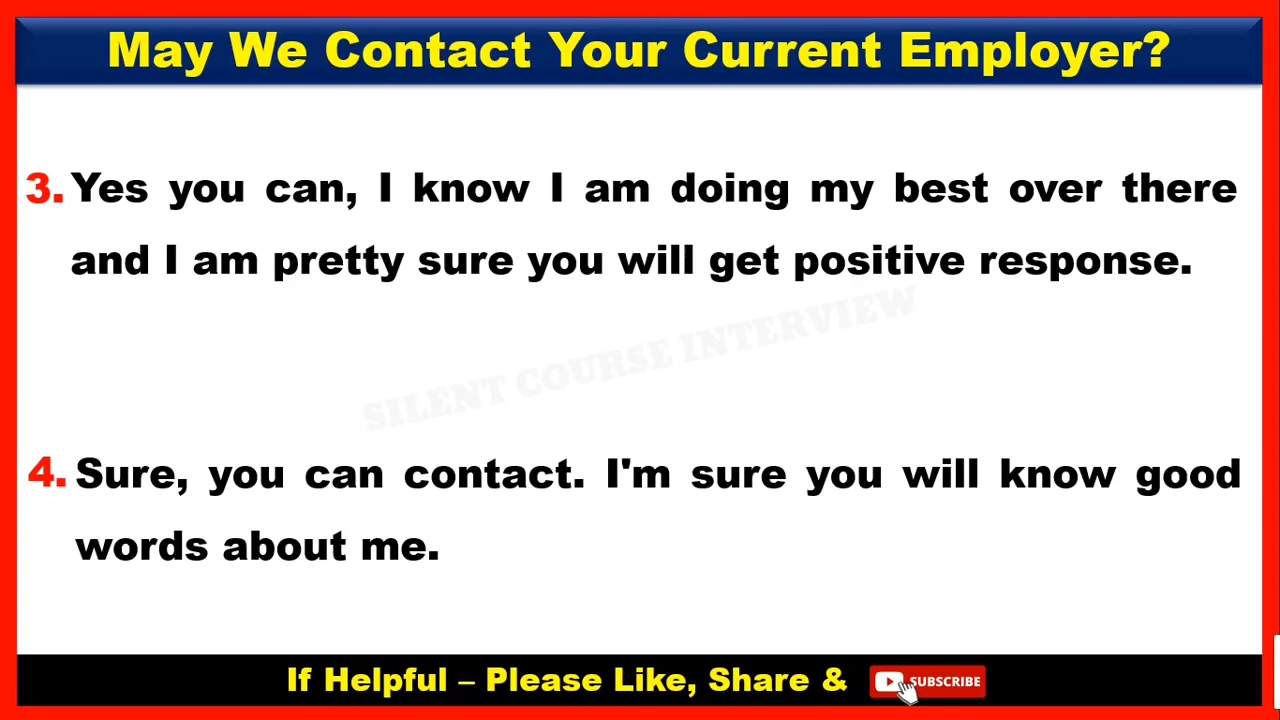 May We Contact Your Current Employer?
3. Yes you can, I know I am doing my best over there
and I am pretty sure you will get positive response.
SILENT COURSE INTERVIEW
4. Sure, you can contact. I'm sure you will know good
words about me.
If Helpful – Please Like, Share & SUBSCRIBE